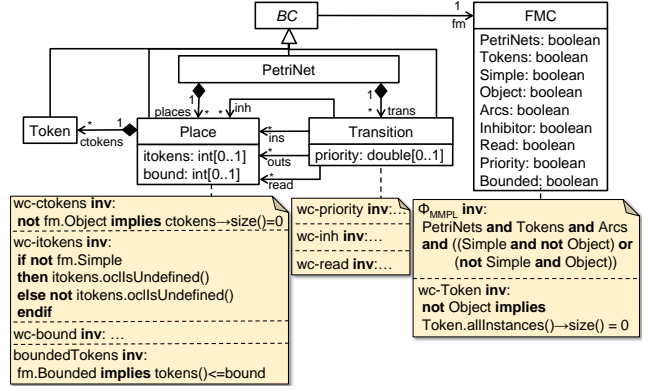 BC
1
fm
FMC
PetriNets: boolean
Tokens: boolean
Simple: boolean
Object: boolean
Arcs: boolean
Inhibitor: boolean
Read: boolean
Priority: boolean
Bounded: boolean
PetriNet
1
1
places
*
*
inh
*
trans
Token
*
1
ctokens
Place
itokens: int[0..1]
bound: int[0..1]
*
ins
*
outs
*
read
Transition
priority: double[0..1]
wc-ctokens inv:
not fm.Object implies ctokens→size()=0
wc-itokens inv:
if not fm.Simple
then itokens.oclIsUndefined()
else not itokens.oclIsUndefined()
endif
wc-bound inv: …
boundedTokens inv:
fm.Bounded implies tokens()<=bound
wc-priority inv:…
wc-inh inv:…
wc-read inv:…
Φ_MMPL inv:
PetriNets and Tokens and Arcs
and ((Simple and not Object) or
(not Simple and Object))
wc-Token inv:
not Object implies
Token.allInstances()→size() = 0